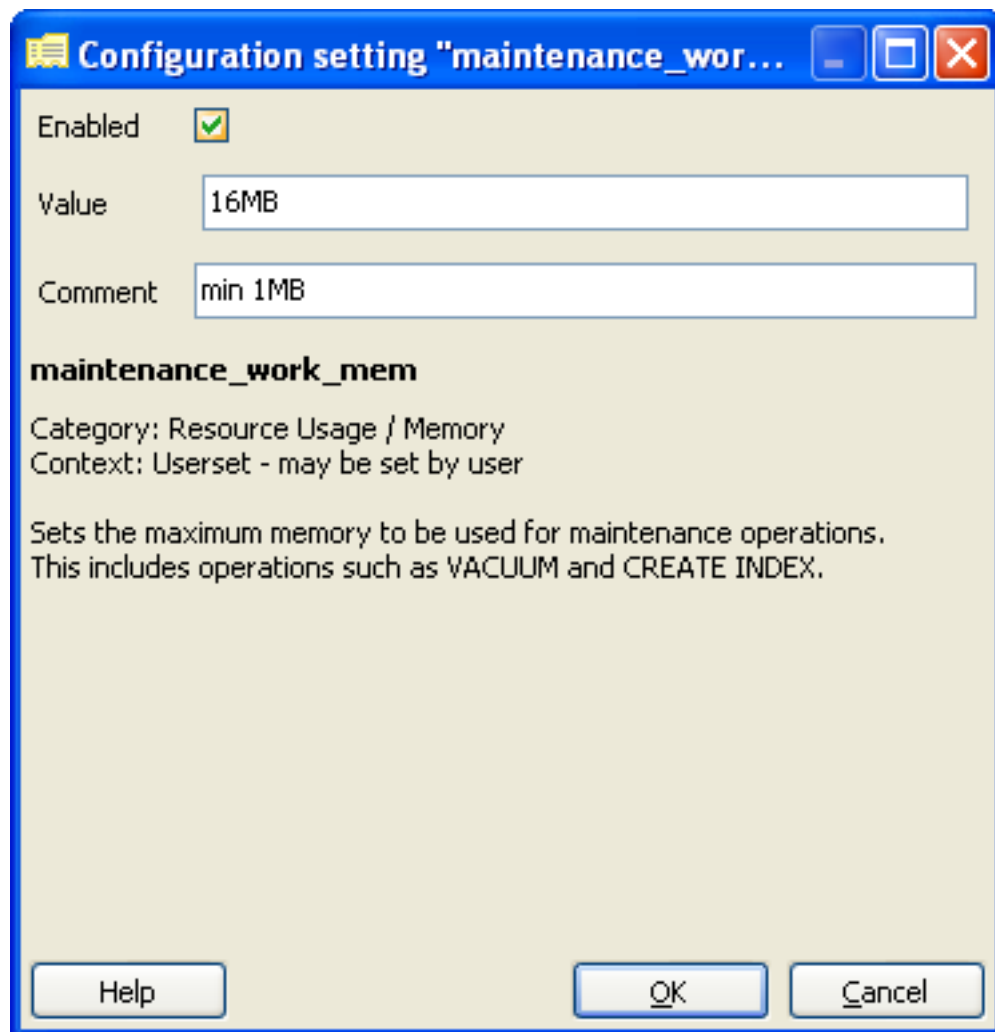 Configuration setting "maintenance_wor...
Enabled
Value 16MB
Comment min 1MB
maintenance_work_mem
Category: Resource Usage / Memory
Context: Userset - may be set by user
Sets the maximum memory to be used for maintenance operations.
This includes operations such as VACUUM and CREATE INDEX.
Help OK Cancel